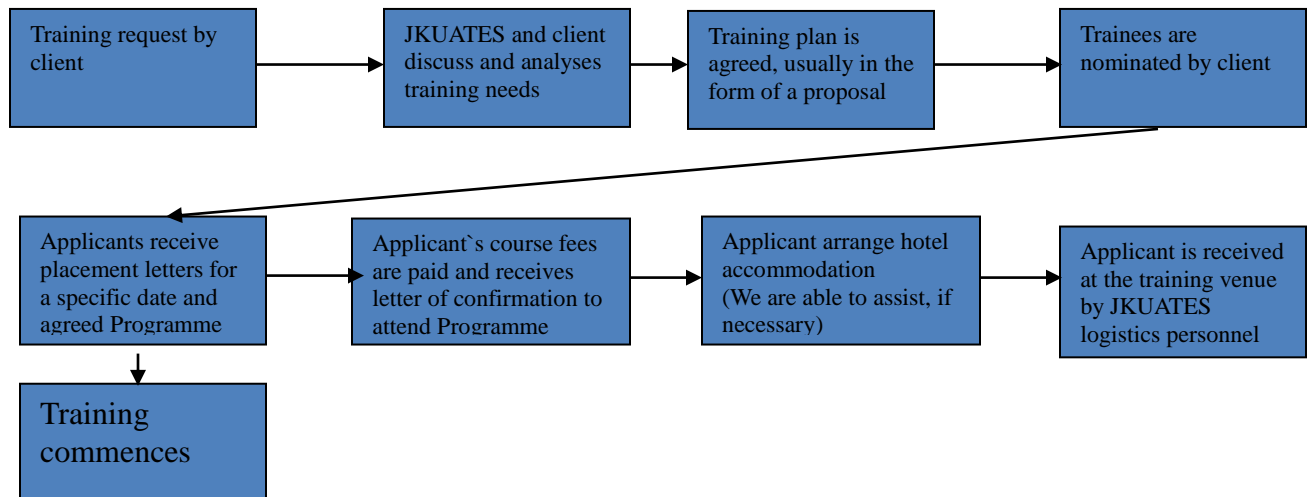 Training request by
client
JKUATES and client
discuss and analyses
training needs
Training plan is
agreed, usually in the
form of a proposal
Trainees are
nominated by client
Applicants receive
placement letters for
a specific date and
agreed Programme
Applicant`s course fees
are paid and receives
letter of confirmation to
attend Programme
Applicant arrange hotel
accommodation
(We are able to assist, if
necessary)
Applicant is received
at the training venue
by JKUATES
logistics personnel
Training
commences